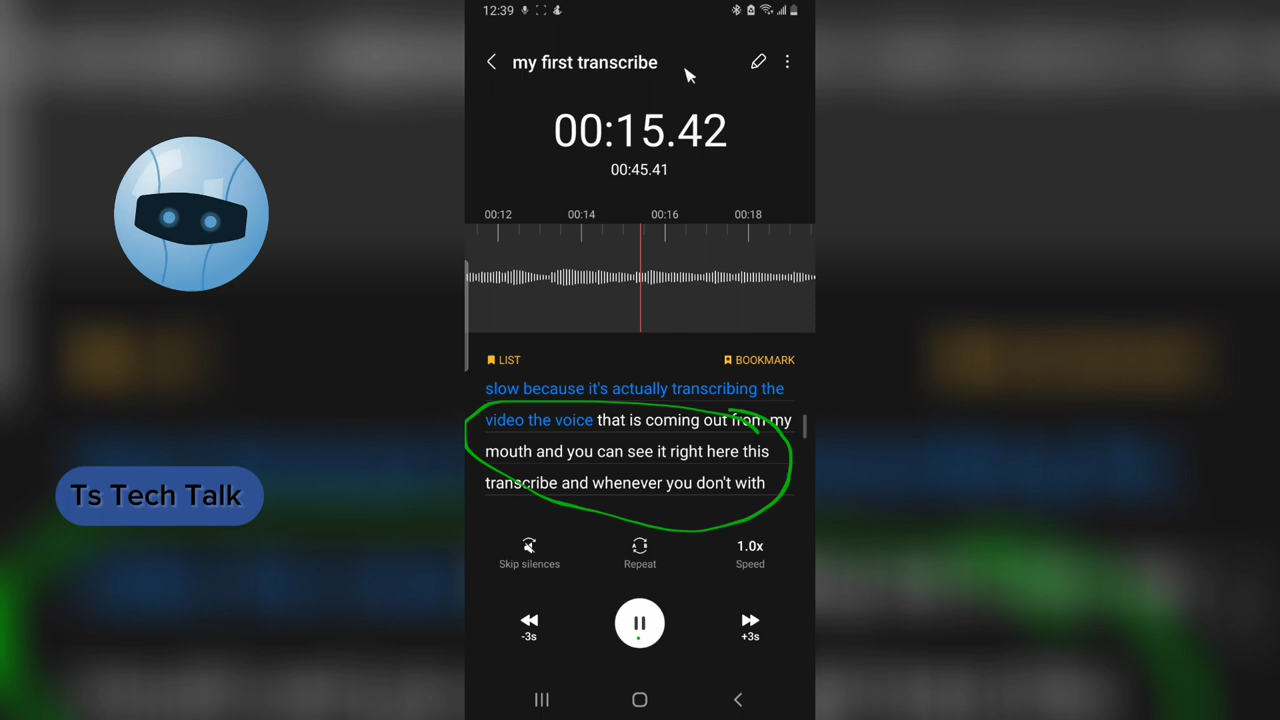 12:39
my first transcribe
00:15.42
00:45.41
00:12 00:14 00:16 00:18
LIST BOOKMARK
slow because it's actually transcribing the
video the voice that is coming out from my
mouth and you can see it right here this
transcribe and whenever you don't with
Ts Tech Talk
1.0x
Skip silences Repeat Speed
-3s +3s